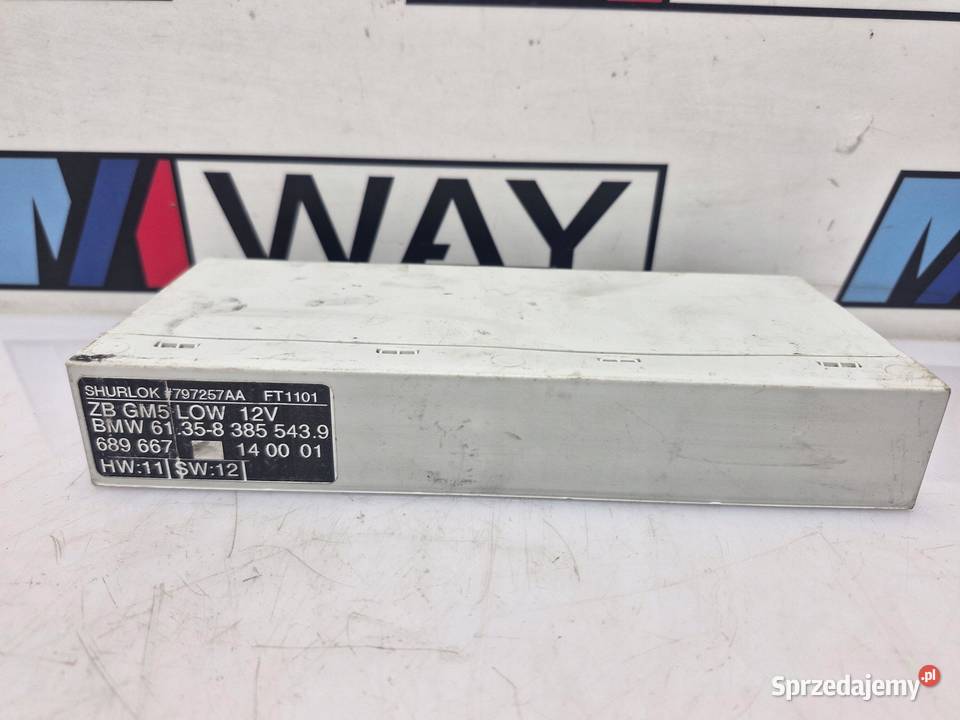 WAY
SHURLOK #797257AA FT1101
ZB GM5 LOW 12V
BMW 61.35-8 385 543.9
689 667 14 00 01
HW:11 SW:12
Sprzedajemy.pl